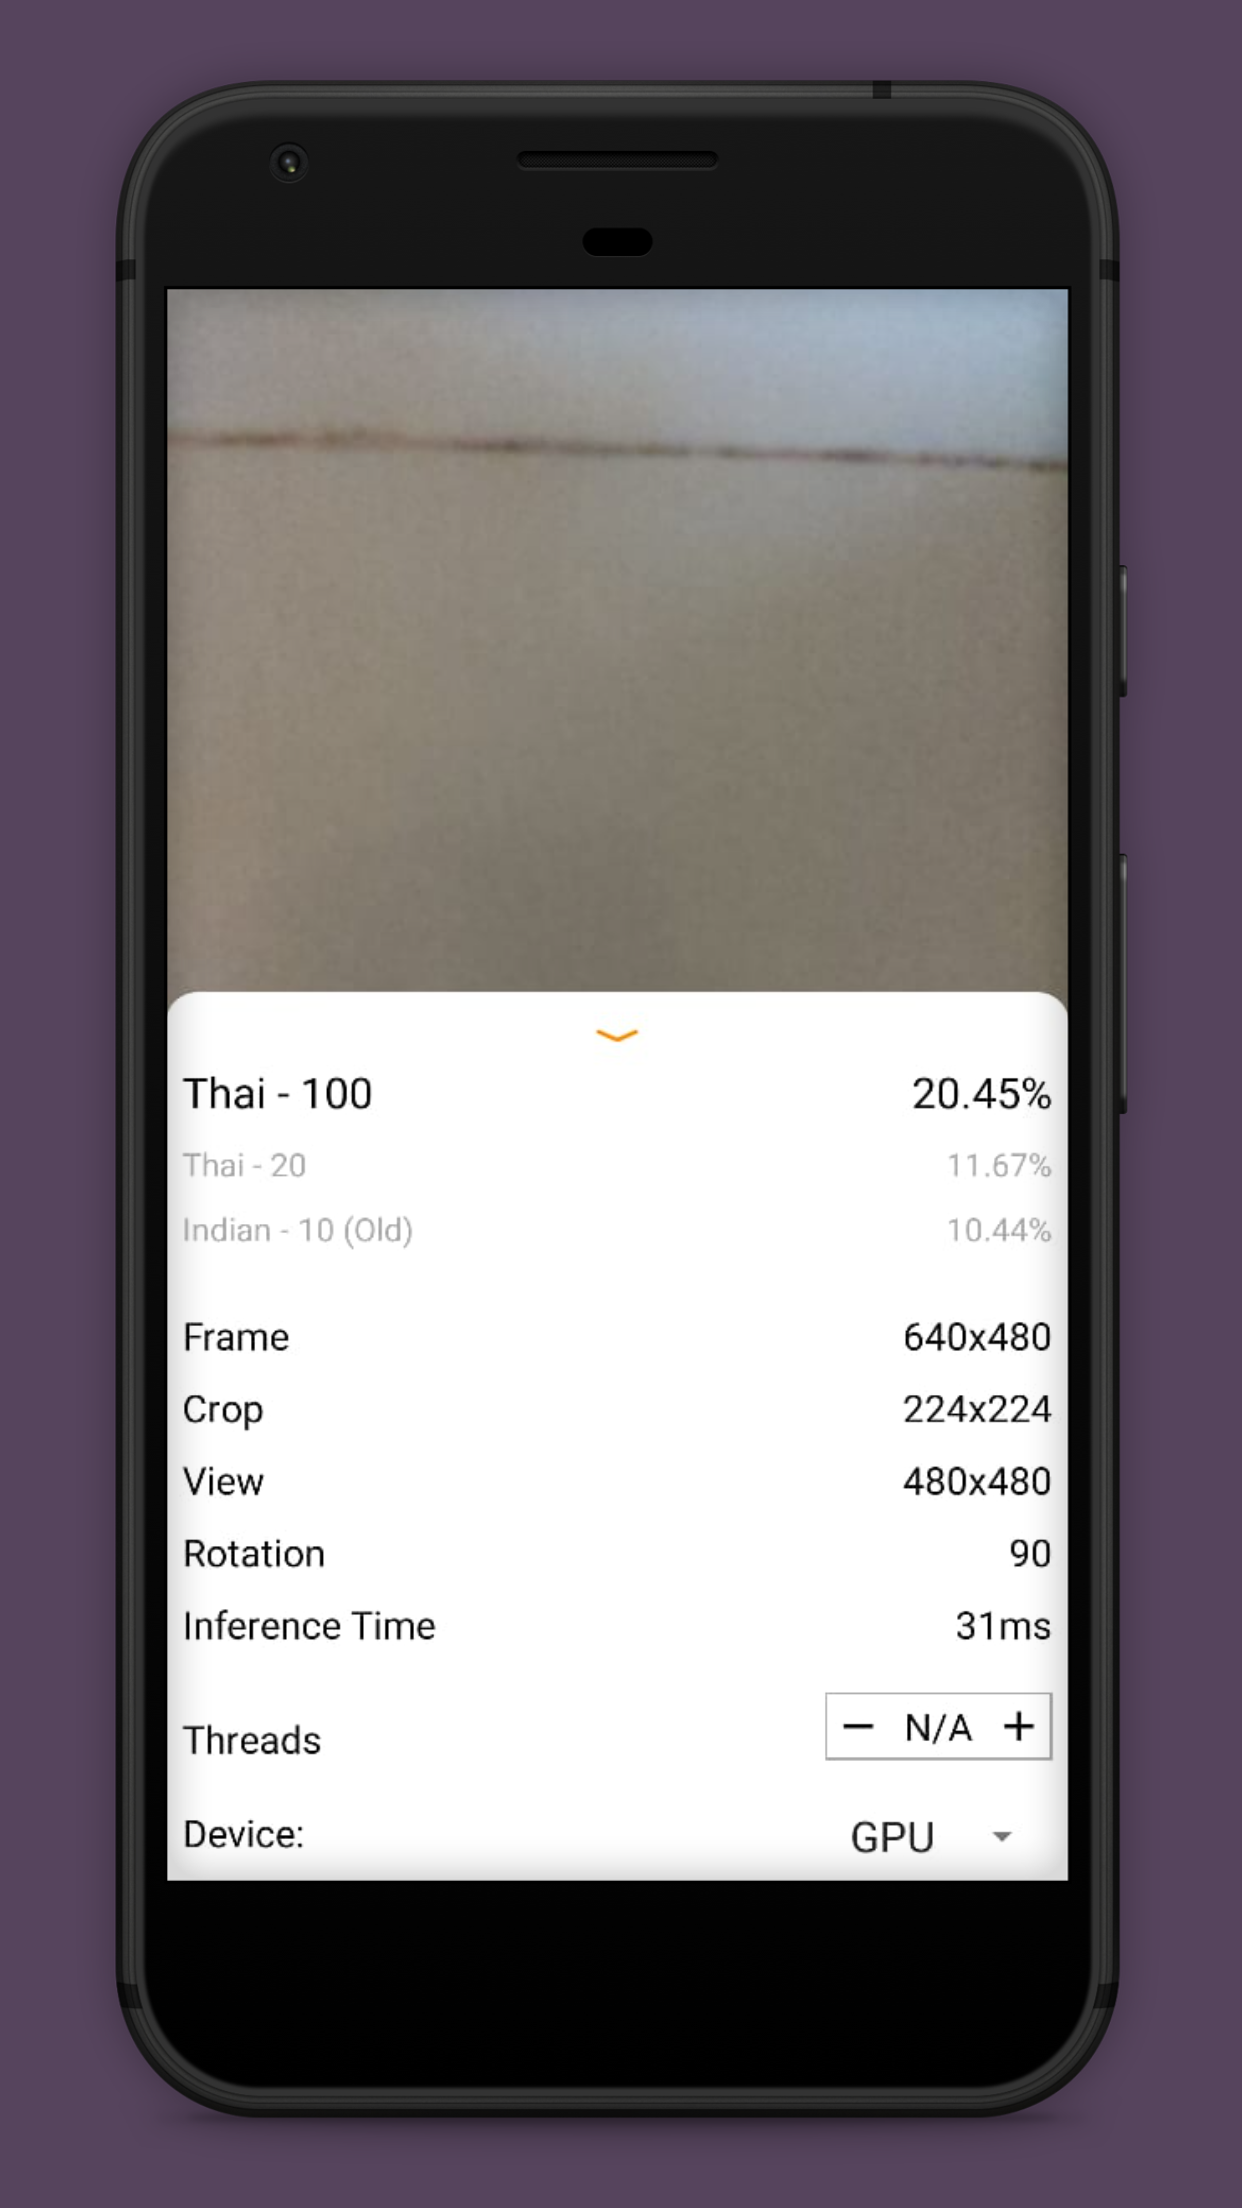 Thai - 100 20.45%
Thai - 20 11.67%
Indian - 10 (Old) 10.44%
Frame 640x480
Crop 224x224
View 480x480
Rotation 90
Inference Time 31ms
Threads − N/A +
Device: GPU